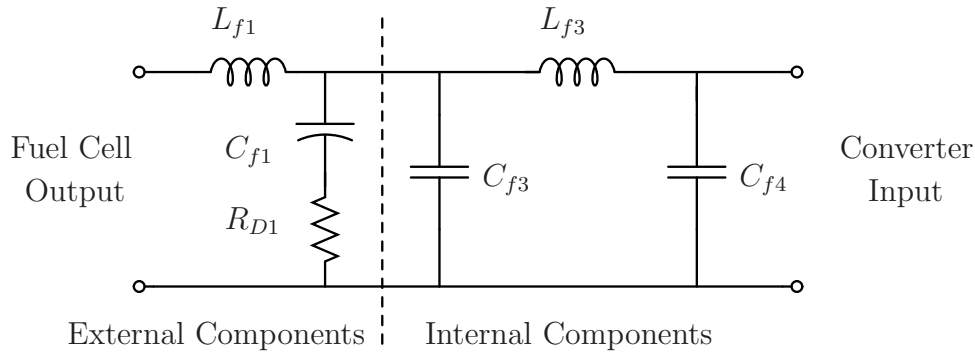 L_{f1}
L_{f3}
Fuel Cell
Output
C_{f1}
R_{D1}
C_{f3}
C_{f4}
Converter
Input
External Components
Internal Components